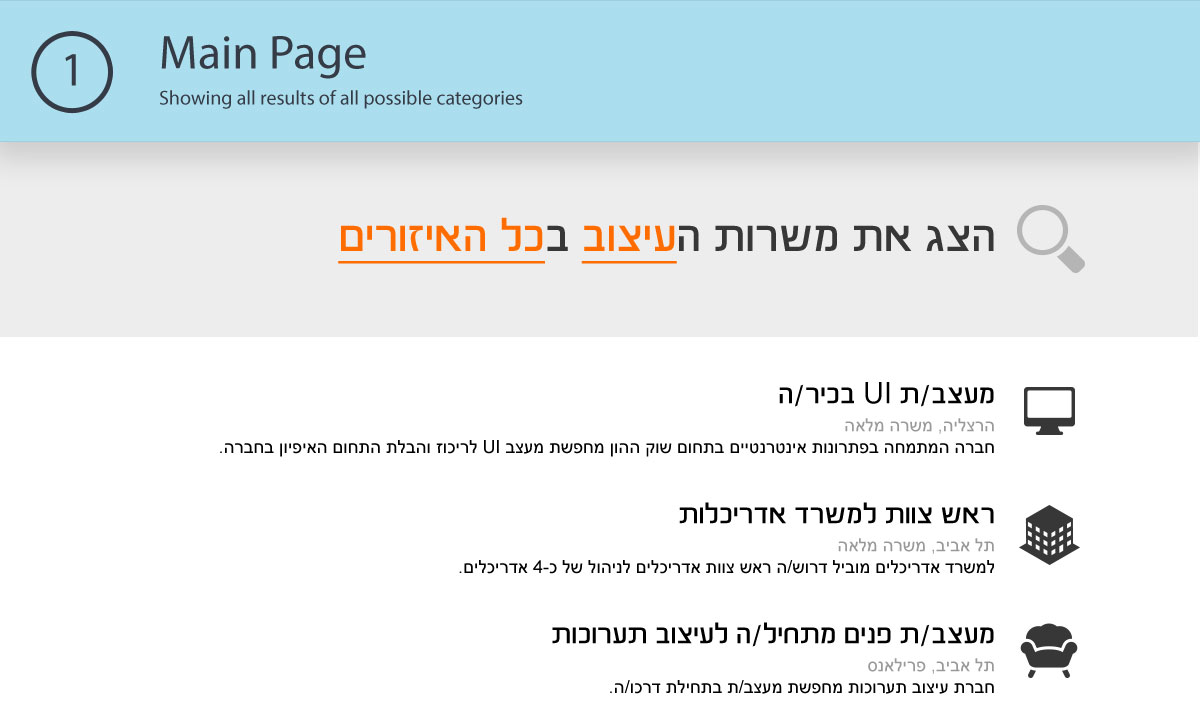 1
Main Page
Showing all results of all possible categories
הצג את משרות העיצוב בכל האיזורים
מעצב/ת UI בכיר/ה
הרצליה, משרה מלאה
חברה המתמחה בפתרונות אינטרנטיים בתחום שוק ההון מחפשת מעצב UI לריכוז והבלת התחום האיפיון בחברה.
ראש צוות למשרד אדריכלות
תל אביב, משרה מלאה
למשרד אדריכלים מוביל דרוש/ה ראש צוות אדריכלים לניהול של כ-4 אדריכלים.
מעצב/ת פנים מתחיל/ה לעיצוב תערוכות
תל אביב, פרילאנס
חברת עיצוב תערוכות מחפשת מעצב/ת בתחילת דרכו/ה.